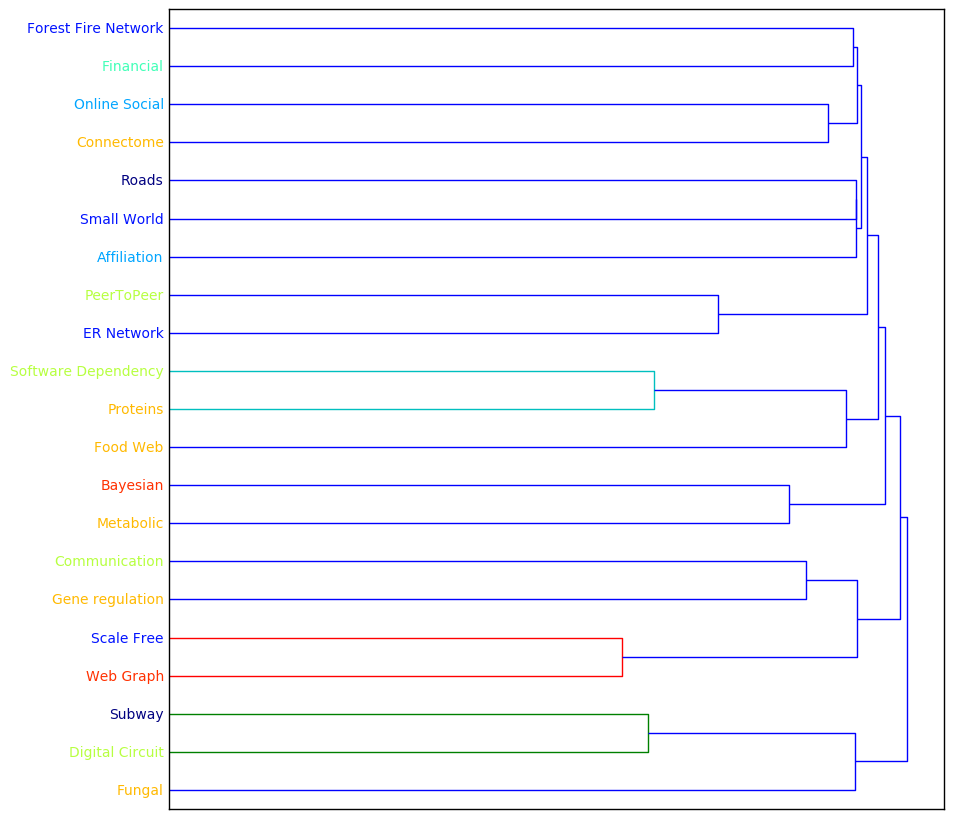 Forest Fire Network
Financial
Online Social
Connectome
Roads
Small World
Affiliation
PeerToPeer
ER Network
Software Dependency
Proteins
Food Web
Bayesian
Metabolic
Communication
Gene regulation
Scale Free
Web Graph
Subway
Digital Circuit
Fungal